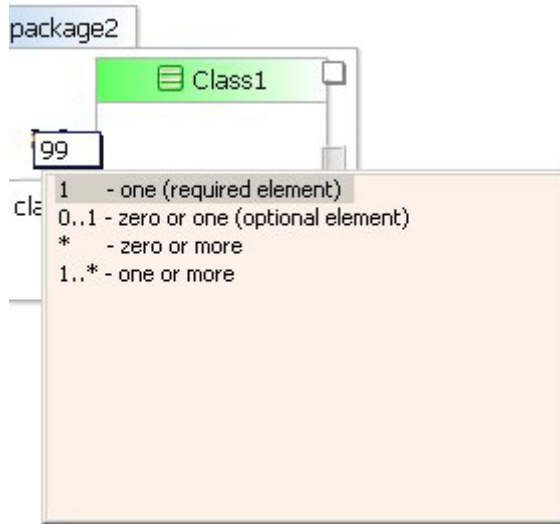 package2
Class1
99
cla
1 - one (required element)
0..1 - zero or one (optional element)
* - zero or more
1..* - one or more